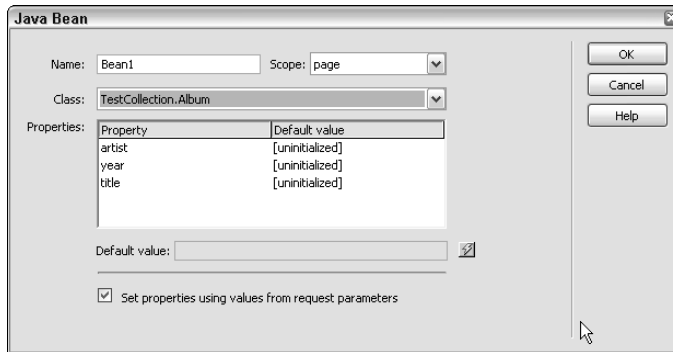 Java Bean
Name: Bean1 Scope: page
OK
Class: TestCollection.Album
Cancel
Properties: Property Default value
Help
artist [uninitialized]
year [uninitialized]
title [uninitialized]
Default value:
Set properties using values from request parameters